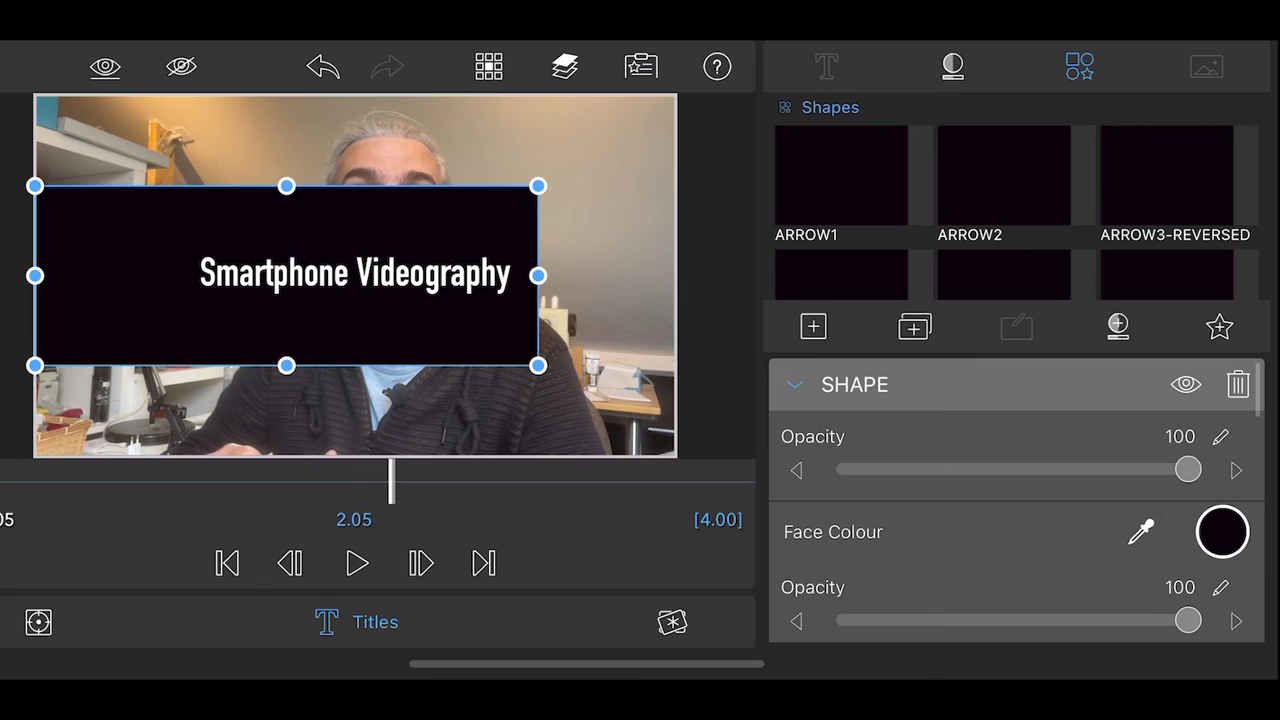 Shapes
ARROW1
ARROW2
ARROW3-REVERSED
Smartphone Videography
SHAPE
Opacity
100
Face Colour
Opacity
100
05
2.05
[4.00]
Titles